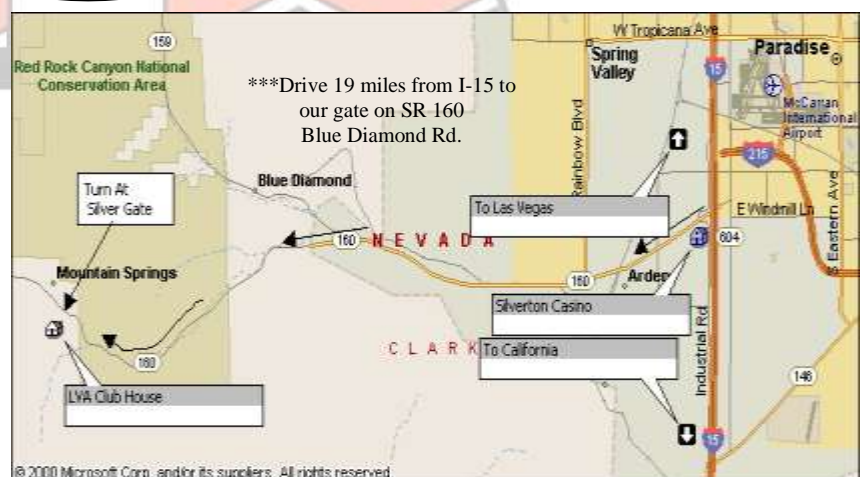 W Tropicana Ave
159
15
Paradise
Spring
Valley
Red Rock Canyon National
Conservation Area
***Drive 19 miles from I-15 to
our gate on SR 160
Blue Diamond Rd.
McCarran
International
Airport
Rainbow Blvd
215
Turn At
Silver Gate
Blue Diamond
To Las Vegas
E Windmill Ln
160
NEVADA
604
S Eastern Ave
Mountain Springs
160
Arden
Silverton Casino
Industrial Rd
CLARK
To California
160
146
LVA Club House
15
© 2000 Microsoft Corp. and/or its suppliers. All rights reserved.